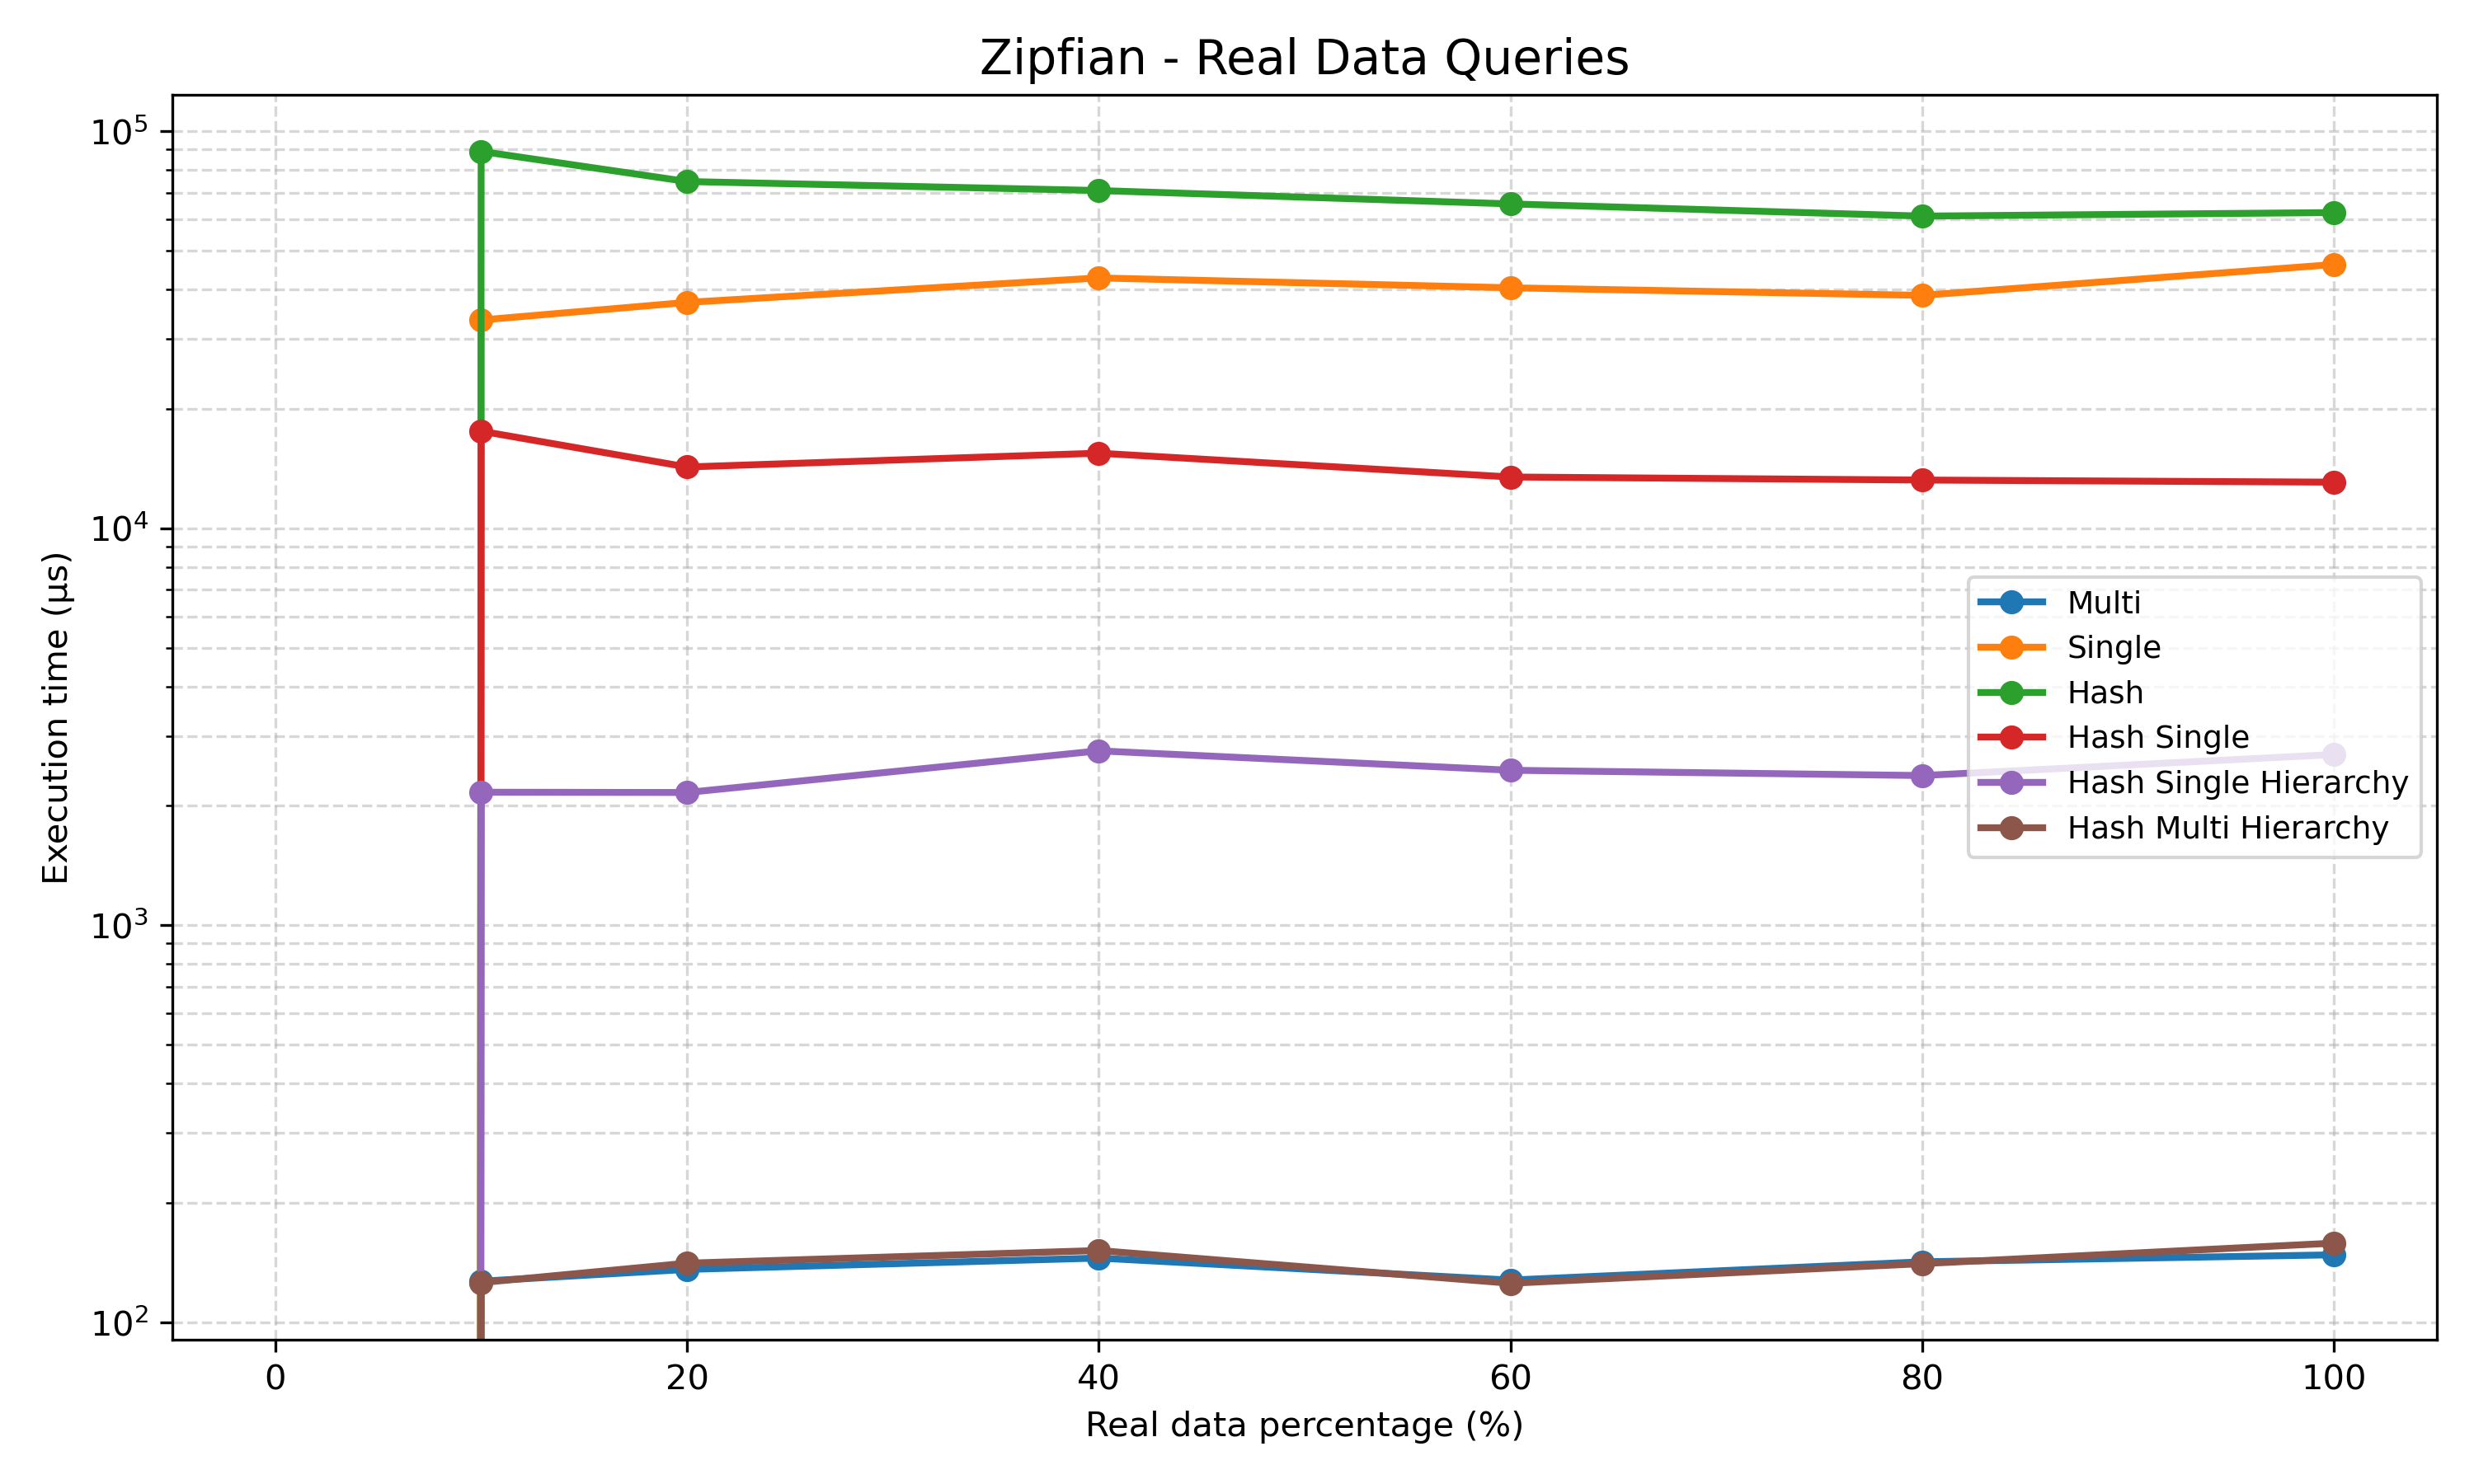 Zipfian - Real Data Queries
Execution time (μs)
10⁵
10⁴
10³
10²
Multi
Single
Hash
Hash Single
Hash Single Hierarchy
Hash Multi Hierarchy
0 20 40 60 80 100
Real data percentage (%)